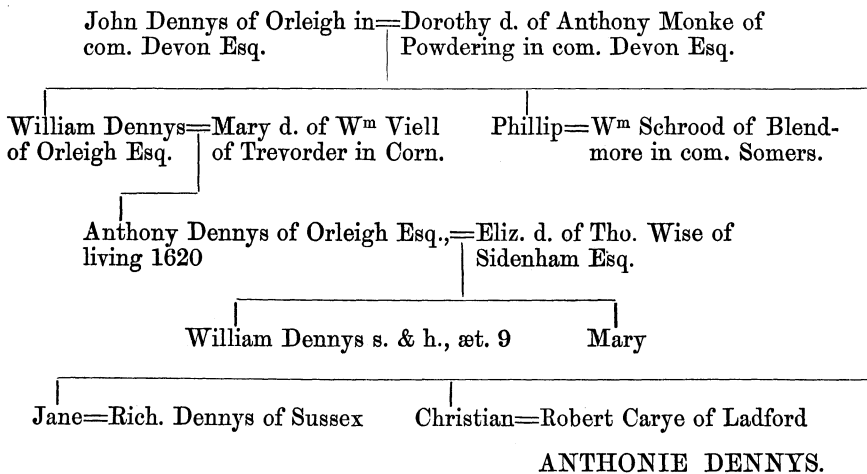 John Dennys of Orleigh in=Dorothy d. of Anthony Monke of
com. Devon Esq. Powdering in com. Devon Esq.
William Dennys=Mary d. of Wᵐ Viell Phillip=Wᵐ Schrood of Blend-
of Orleigh Esq. of Trevorder in Corn. more in com. Somers.
Anthony Dennys of Orleigh Esq.,=Eliz. d. of Tho. Wise of
living 1620 Sidenham Esq.
William Dennys s. & h., æt. 9 Mary
Jane=Rich. Dennys of Sussex Christian=Robert Carye of Ladford
ANTHONIE DENNYS.